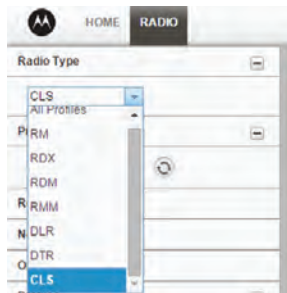 HOME RADIO
Radio Type
CLS
All Profiles
P RM
RDX
RDM
R RMM
N DLR
DTR
O
CLS